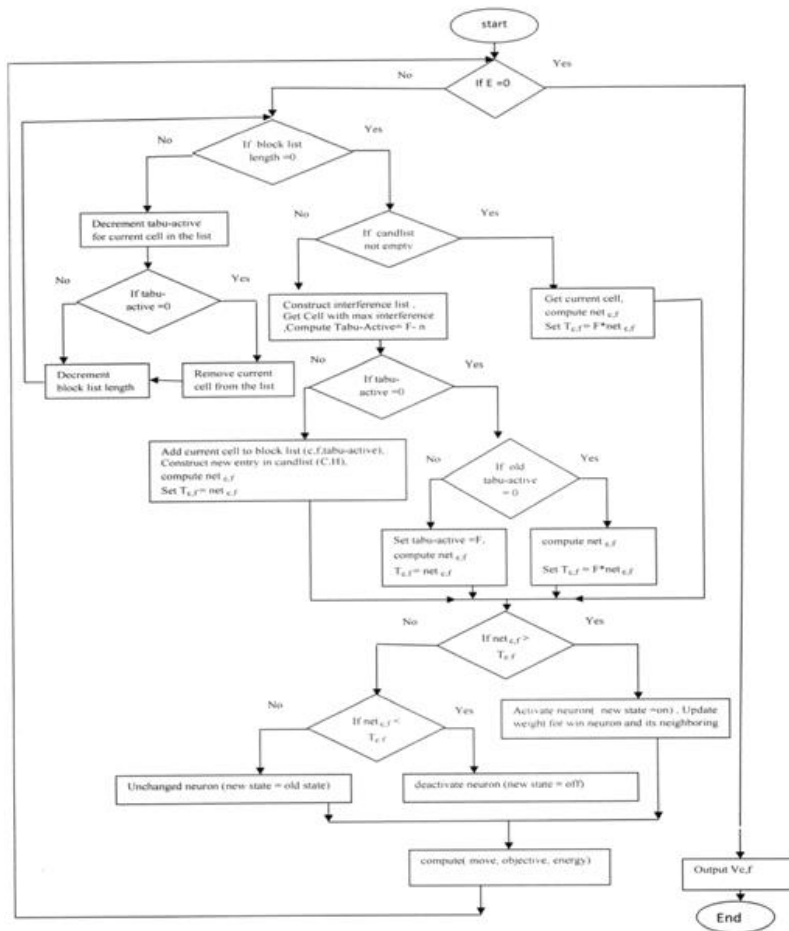 start
Yes
No
If E =0
No
Yes
If block list
length =0
No
Yes
Decrement tabu-active
for current cell in the list
If candlist
not empty
No
Yes
If tabu-
active =0
Construct interference list ,
Get Cell with max interference
,Compute Tabu-Active= F- n
Get current cell,
compute net c,f
Set Tc,f = F*net c,f
No
Yes
Decrement
block list length
Remove current
cell from the list
If tabu-
active =0
Add current cell to block list (c,f,tabu-active),
Construct new entry in candlist (C,H),
compute net c,f
Set Tc,f = net c,f
No
Yes
If old
tabu-active
= 0
Set tabu-active =F,
compute net c,f
Tc,f = net c,f
compute net c,f
Set Tc,f = F*net c,f
No
Yes
If net c,f >
Tc,f
No
Yes
If net c,f <
Tc,f
Activate neuron( new state =on) , Update
weight for win neuron and its neighboring
Unchanged neuron (new state = old state)
deactivate neuron (new state = off)
compute( move, objective, energy)
Output Vc,f
End